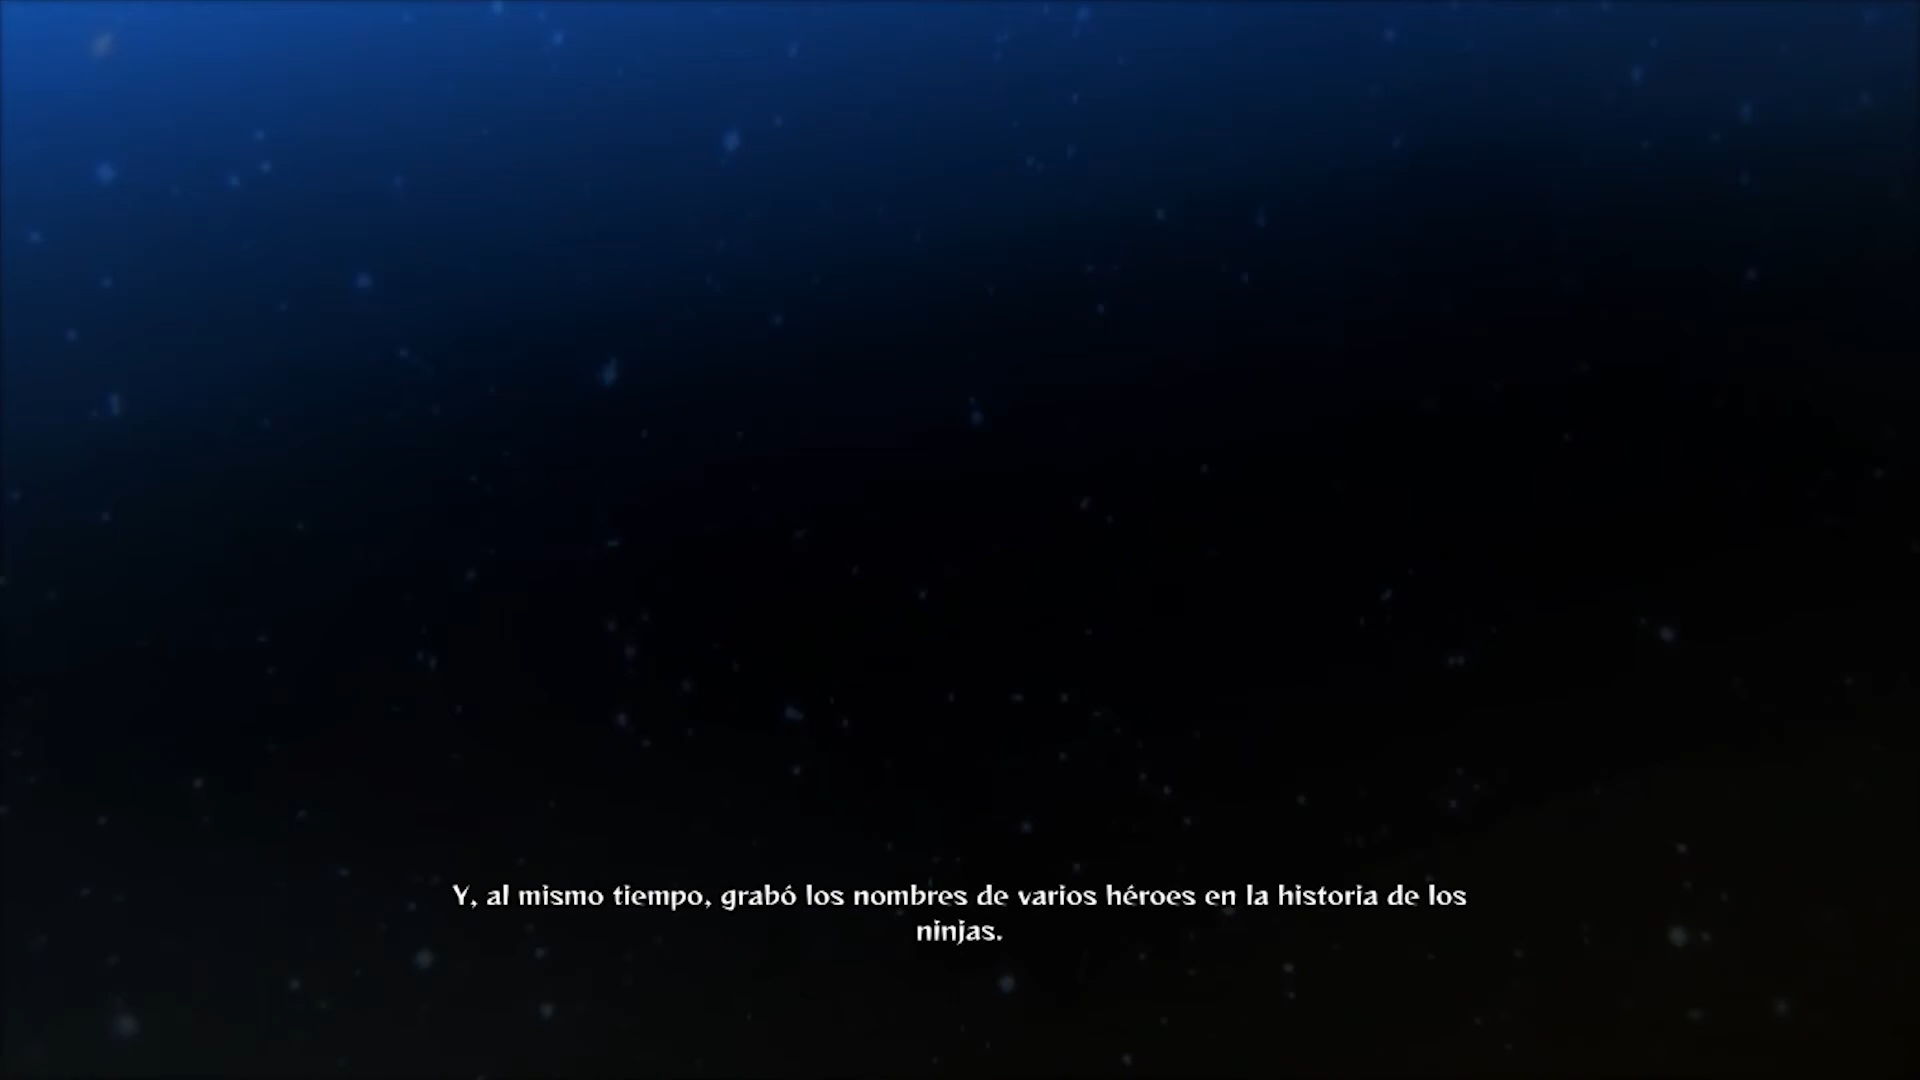 Y, al mismo tiempo, grabó los nombres de varios héroes en la historia de los
ninjas.